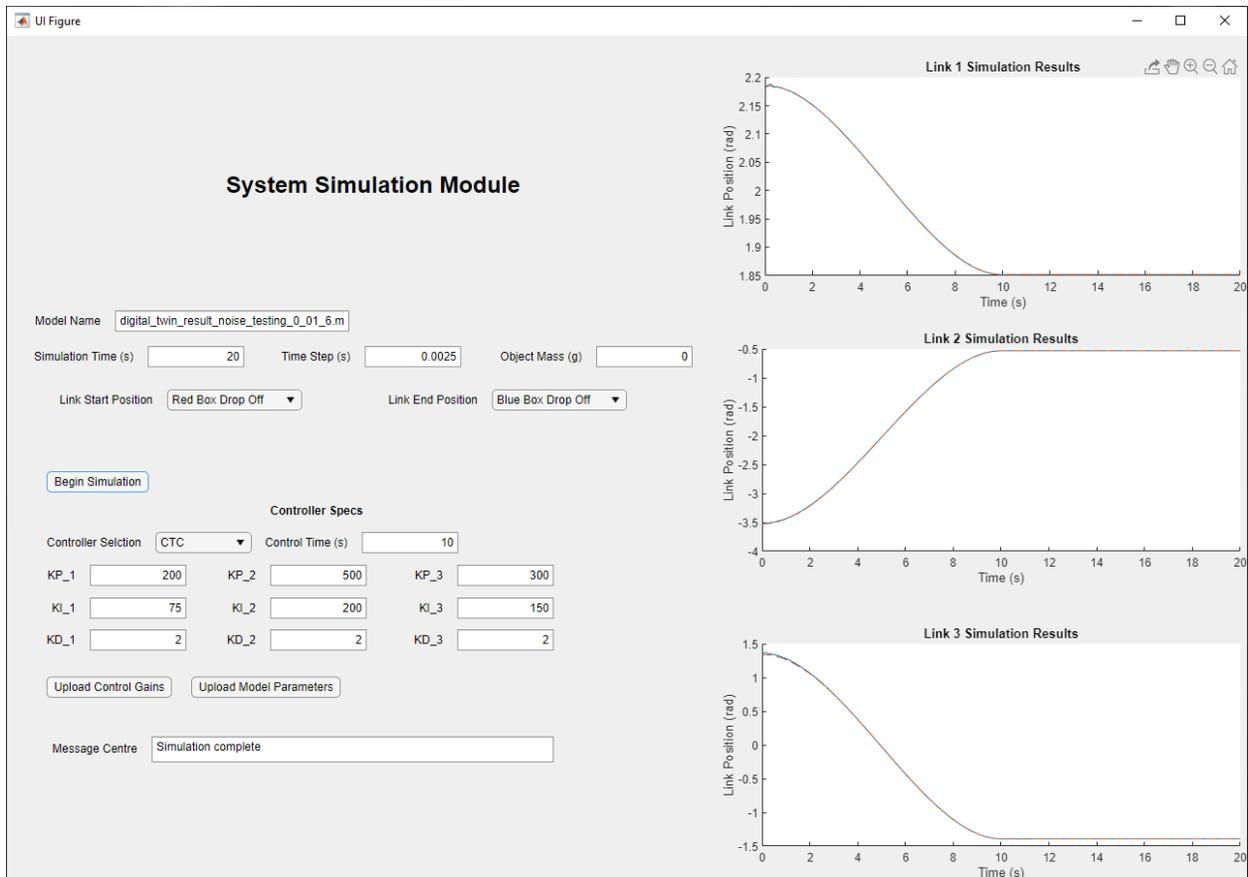 UI Figure
System Simulation Module
Model Name digital_twin_result_noise_testing_0_01_6.m
Simulation Time (s) 20 Time Step (s) 0.0025 Object Mass (g) 0
Link Start Position Red Box Drop Off Link End Position Blue Box Drop Off
Begin Simulation
Controller Specs
Controller Selction CTC Control Time (s) 10
KP_1 200 KP_2 500 KP_3 300
KI_1 75 KI_2 200 KI_3 150
KD_1 2 KD_2 2 KD_3 2
Upload Control Gains Upload Model Parameters
Message Centre Simulation complete
Link 1 Simulation Results
Link Position (rad)
2.2
2.15
2.1
2.05
2
1.95
1.9
1.85
0 2 4 6 8 10 12 14 16 18 20
Time (s)
Link 2 Simulation Results
Link Position (rad)
-0.5
-1
-1.5
-2
-2.5
-3
-3.5
-4
0 2 4 6 8 10 12 14 16 18 20
Time (s)
Link 3 Simulation Results
Link Position (rad)
1.5
1
0.5
0
-0.5
-1
-1.5
0 2 4 6 8 10 12 14 16 18 20
Time (s)